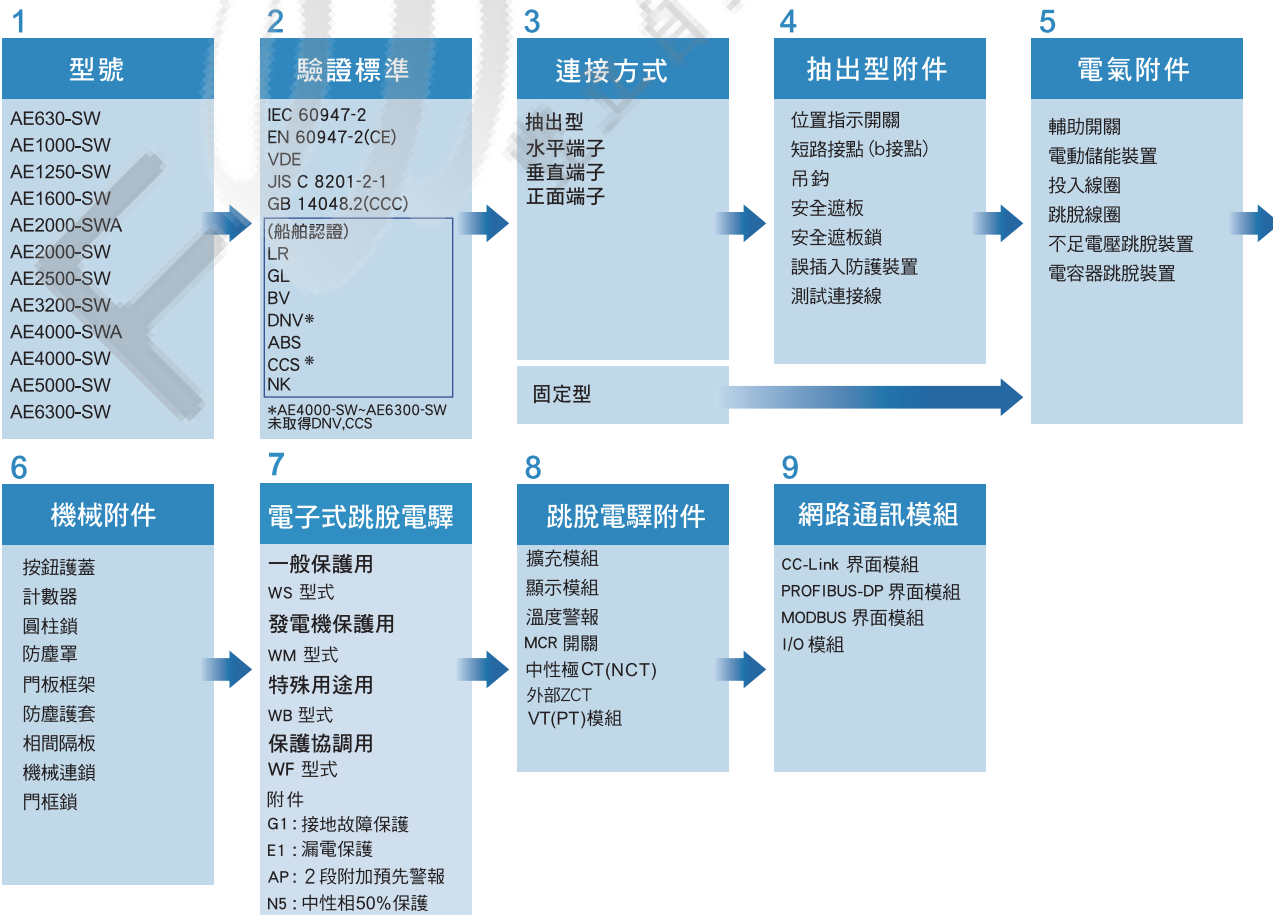 1
型號
AE630-SW
AE1000-SW
AE1250-SW
AE1600-SW
AE2000-SWA
AE2000-SW
AE2500-SW
AE3200-SW
AE4000-SWA
AE4000-SW
AE5000-SW
AE6300-SW
2
驗證標準
IEC 60947-2
EN 60947-2(CE)
VDE
JIS C 8201-2-1
GB 14048.2(CCC)
(船舶認證)
LR
GL
BV
DNV*
ABS
CCS *
NK
*AE4000-SW~AE6300-SW
未取得DNV,CCS
3
連接方式
抽出型
水平端子
垂直端子
正面端子
固定型
4
抽出型附件
位置指示開關
短路接點 (b接點)
吊鈎
安全遮板
安全遮板鎖
誤插入防護裝置
測試連接線
5
電氣附件
輔助開關
電動儲能裝置
投入線圈
跳脫線圈
不足電壓跳脫裝置
電容器跳脫裝置
6
機械附件
按鈕護蓋
計數器
圓柱鎖
防塵罩
門板框架
防塵護套
相間隔板
機械連鎖
門框鎖
7
電子式跳脫電驛
一般保護用
WS 型式
發電機保護用
WM 型式
特殊用途用
WB 型式
保護協調用
WF 型式
附件
G1 : 接地故障保護
E1 : 漏電保護
AP : 2 段附加預先警報
N5 : 中性相50%保護
8
跳脫電驛附件
擴充模組
顯示模組
溫度警報
MCR 開關
中性極CT(NCT)
外部ZCT
VT(PT)模組
9
網路通訊模組
CC-Link 界面模組
PROFIBUS-DP 界面模組
MODBUS 界面模組
I/O 模組